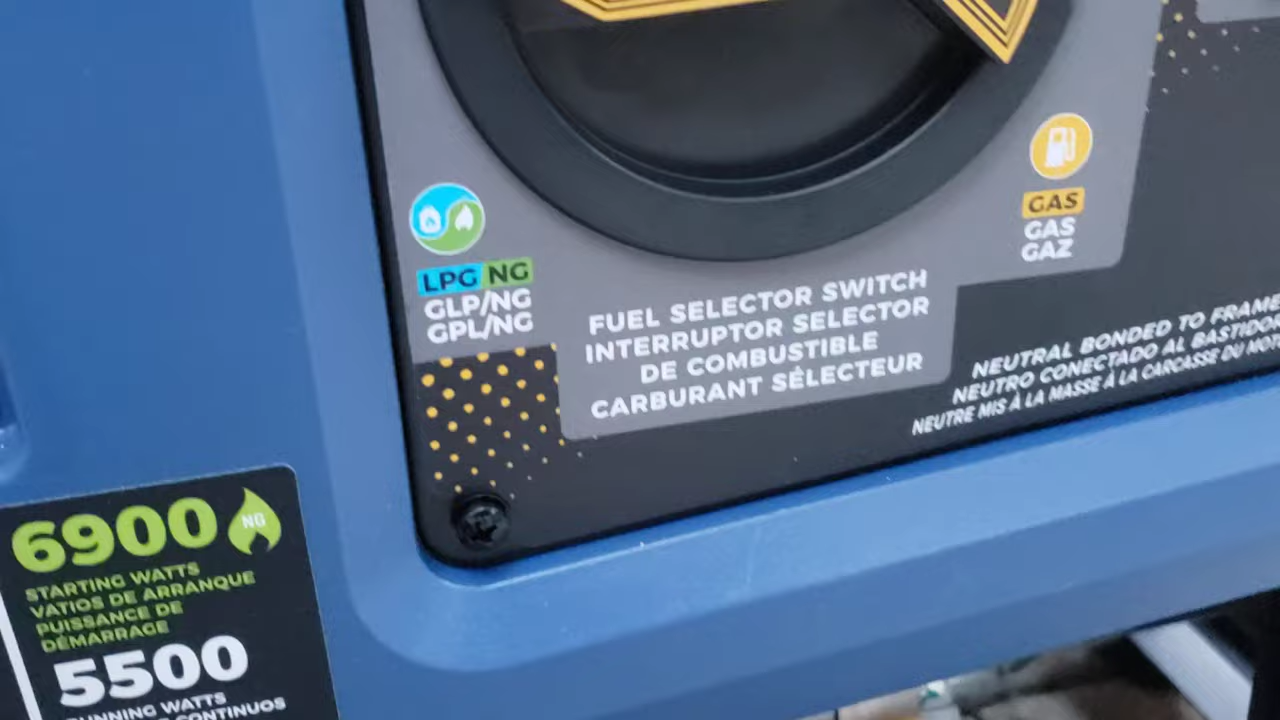 LPG NG
GLP/NG
GPL/NG
GAS
GAS
GAZ
FUEL SELECTOR SWITCH
INTERRUPTOR SELECTOR
DE COMBUSTIBLE
CARBURANT SÉLECTEUR
NEUTRAL BONDED TO FRAME
NEUTRO CONECTADO AL BASTIDOR
NEUTRE MIS À LA MASSE À LA CARCASSE DU
6900
NG
STARTING WATTS
VATIOS DE ARRANQUE
PUISSANCE DE
DÉMARRAGE
5500
RUNNING WATTS
CONTINUOS